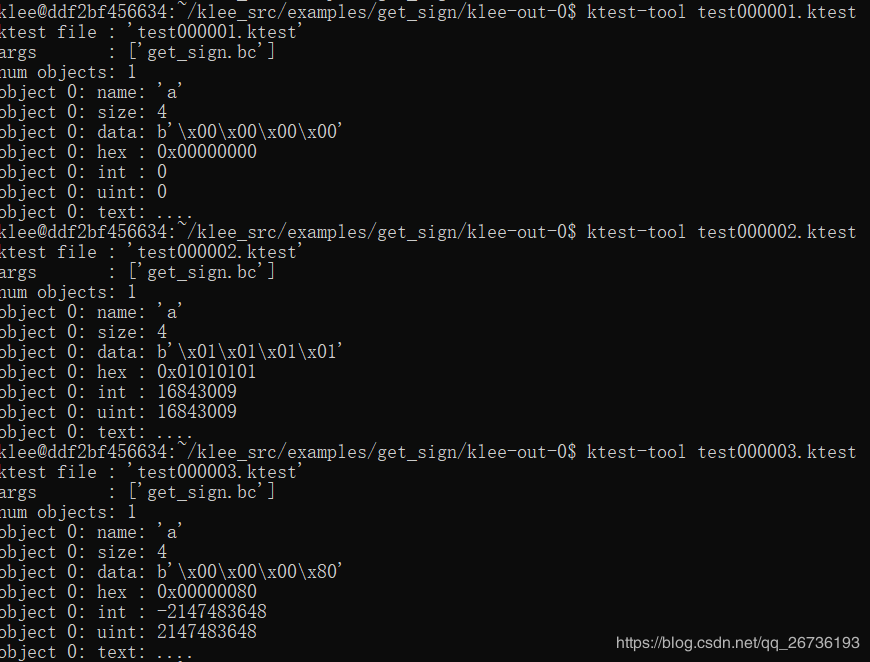 klee@ddf2bf456634:~/klee_src/examples/get_sign/klee-out-0$ ktest-tool test000001.ktest
ktest file : 'test000001.ktest'
args       : ['get_sign.bc']
num objects: 1
object 0: name: 'a'
object 0: size: 4
object 0: data: b'\x00\x00\x00\x00'
object 0: hex : 0x00000000
object 0: int : 0
object 0: uint: 0
object 0: text: ....
klee@ddf2bf456634:~/klee_src/examples/get_sign/klee-out-0$ ktest-tool test000002.ktest
ktest file : 'test000002.ktest'
args       : ['get_sign.bc']
num objects: 1
object 0: name: 'a'
object 0: size: 4
object 0: data: b'\x01\x01\x01\x01'
object 0: hex : 0x01010101
object 0: int : 16843009
object 0: uint: 16843009
object 0: text: ....
klee@ddf2bf456634:~/klee_src/examples/get_sign/klee-out-0$ ktest-tool test000003.ktest
ktest file : 'test000003.ktest'
args       : ['get_sign.bc']
num objects: 1
object 0: name: 'a'
object 0: size: 4
object 0: data: b'\x00\x00\x00\x80'
object 0: hex : 0x00000080
object 0: int : -2147483648
object 0: uint: 2147483648
object 0: text: ....
https://blog.csdn.net/qq_26736193